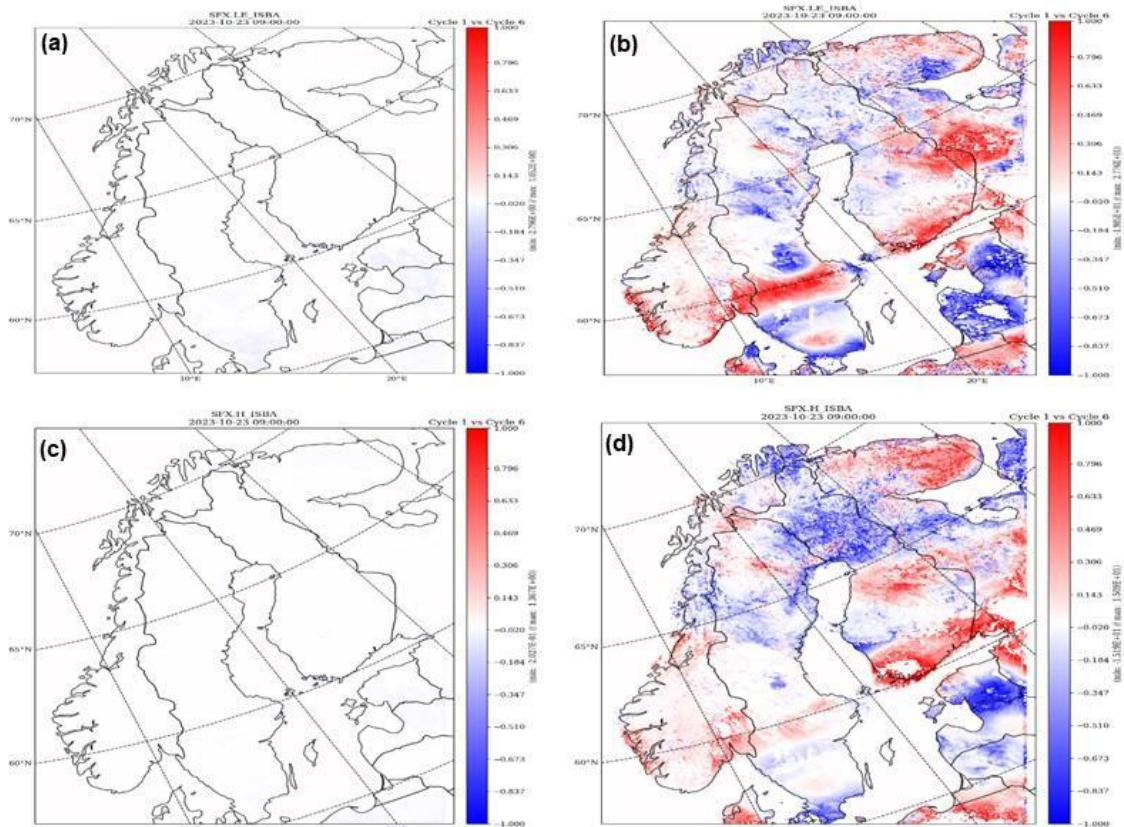 SFX.LE_ISBA
2023-10-23 09:00:00
Cycle 1 vs Cycle 6
(a)
70°N
65°N
60°N
10°E
20°E
1.000
0.796
0.633
0.469
0.306
0.143
-0.020
-0.184
-0.347
-0.510
-0.673
-0.837
-1.000
SFX.LE_ISBA
2023-10-23 09:00:00
Cycle 1 vs Cycle 6
(b)
70°N
65°N
60°N
10°E
20°E
1.000
0.796
0.633
0.469
0.306
0.143
-0.020
-0.184
-0.347
-0.510
-0.673
-0.837
-1.000
SFX.H_ISBA
2023-10-23 09:00:00
Cycle 1 vs Cycle 6
(c)
70°N
65°N
60°N
1.000
0.796
0.633
0.469
0.306
0.143
-0.020
-0.184
-0.347
-0.510
-0.673
-0.837
-1.000
SFX.H_ISBA
2023-10-23 09:00:00
Cycle 1 vs Cycle 6
(d)
70°N
65°N
60°N
1.000
0.796
0.633
0.469
0.306
0.143
-0.020
-0.184
-0.347
-0.510
-0.673
-0.837
-1.000